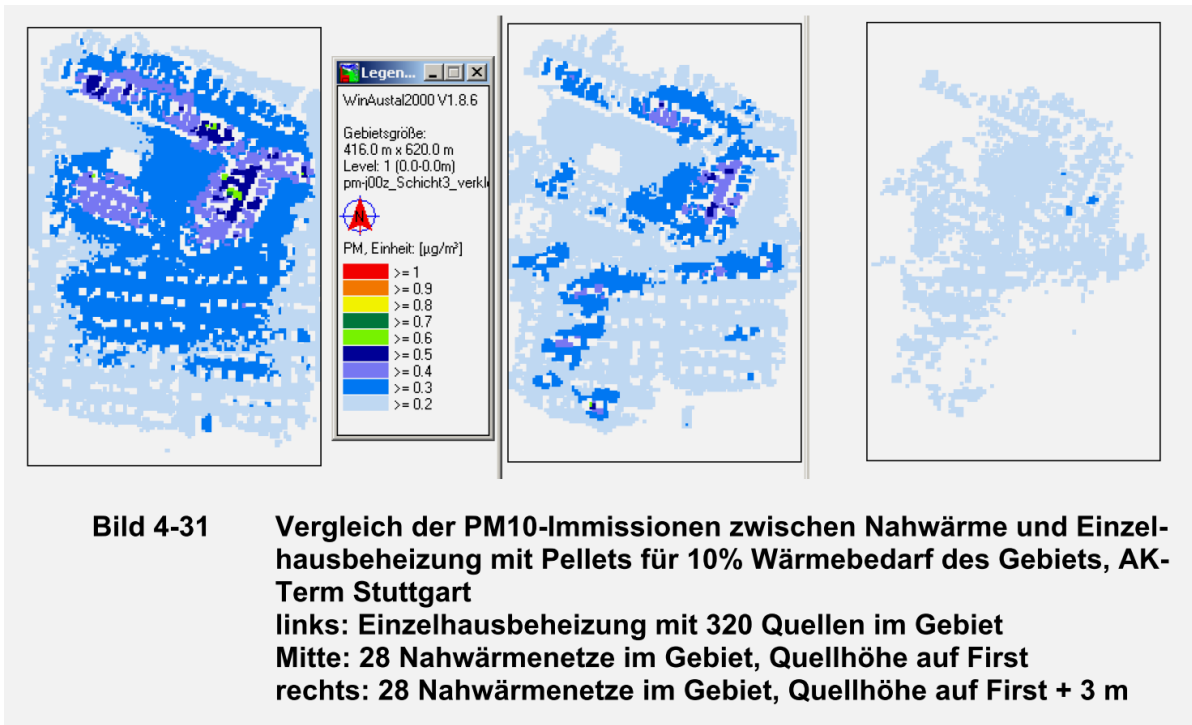 Legen...
WinAustal2000 V1.8.6
Gebietsgröße:
416.0 m x 620.0 m
Level: 1 (0.0-0.0m)
pm-j00z_Schicht3_verkle
N
PM, Einheit: [µg/m³]
>= 1
>= 0.9
>= 0.8
>= 0.7
>= 0.6
>= 0.5
>= 0.4
>= 0.3
>= 0.2
Bild 4-31 Vergleich der PM10-Immissionen zwischen Nahwärme und Einzel-
hausbeheizung mit Pellets für 10% Wärmebedarf des Gebiets, AK-
Term Stuttgart
links: Einzelhausbeheizung mit 320 Quellen im Gebiet
Mitte: 28 Nahwärmenetze im Gebiet, Quellhöhe auf First
rechts: 28 Nahwärmenetze im Gebiet, Quellhöhe auf First + 3 m